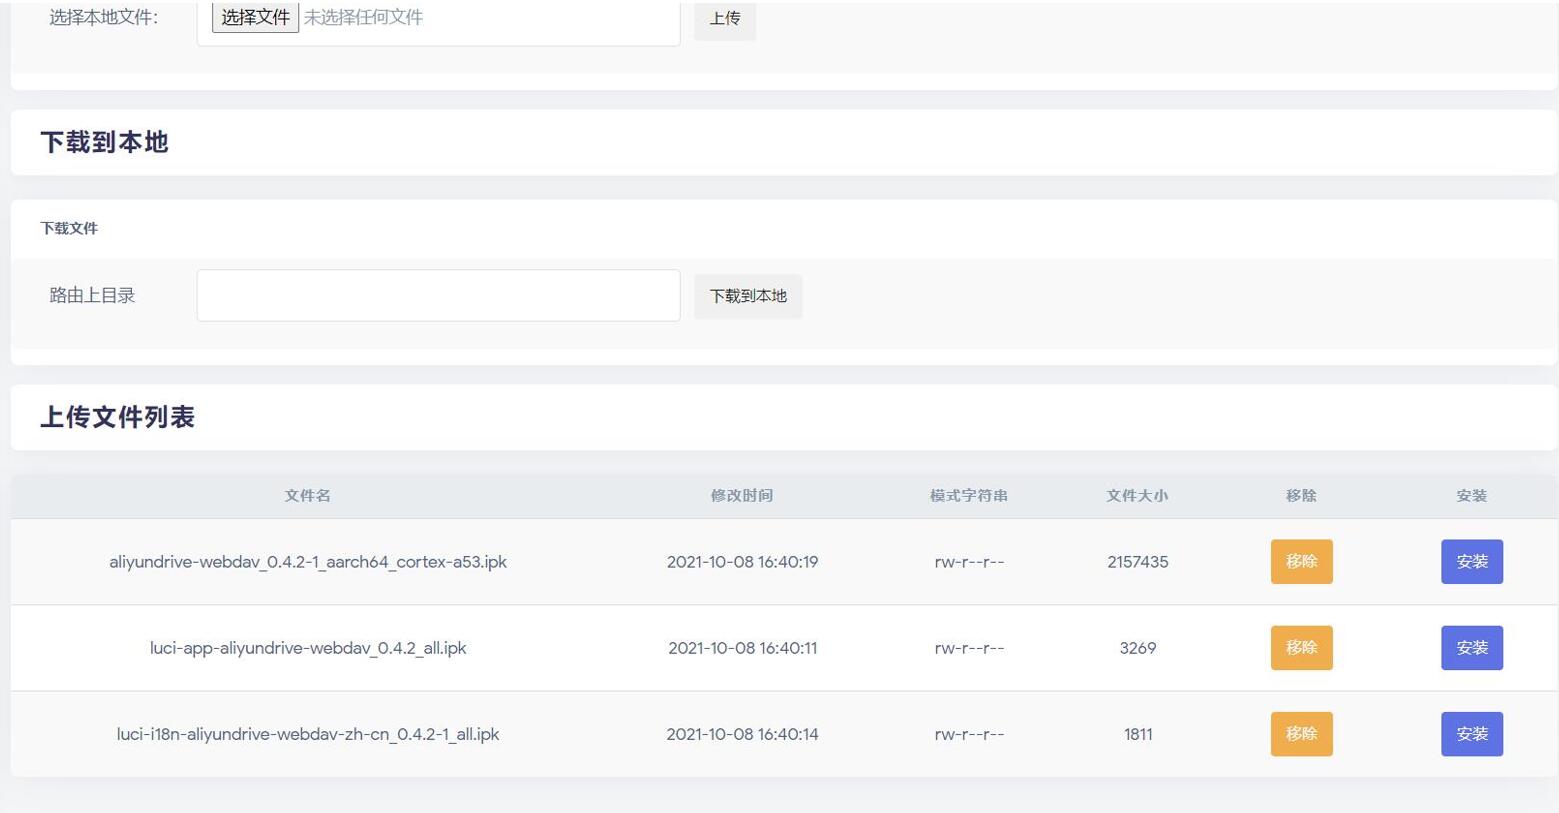 选择本地文件： 选择文件 未选择任何文件 上传
下载到本地
下载文件
路由上目录 下载到本地
上传文件列表
文件名 修改时间 模式字符串 文件大小 移除 安装
aliyundrive-webdav_0.4.2-1_aarch64_cortex-a53.ipk 2021-10-08 16:40:19 rw-r--r-- 2157435 移除 安装
luci-app-aliyundrive-webdav_0.4.2_all.ipk 2021-10-08 16:40:11 rw-r--r-- 3269 移除 安装
luci-i18n-aliyundrive-webdav-zh-cn_0.4.2-1_all.ipk 2021-10-08 16:40:14 rw-r--r-- 1811 移除 安装